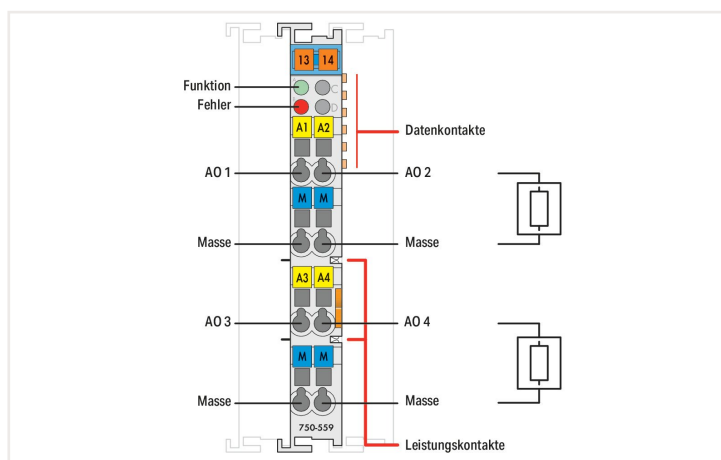 13 14
Funktion C
Fehler D
A1 A2
Datenkontakte
AO 1 AO 2
M M
Masse Masse
A3 A4
AO 3 AO 4
M M
Masse Masse
750-559
Leistungskontakte